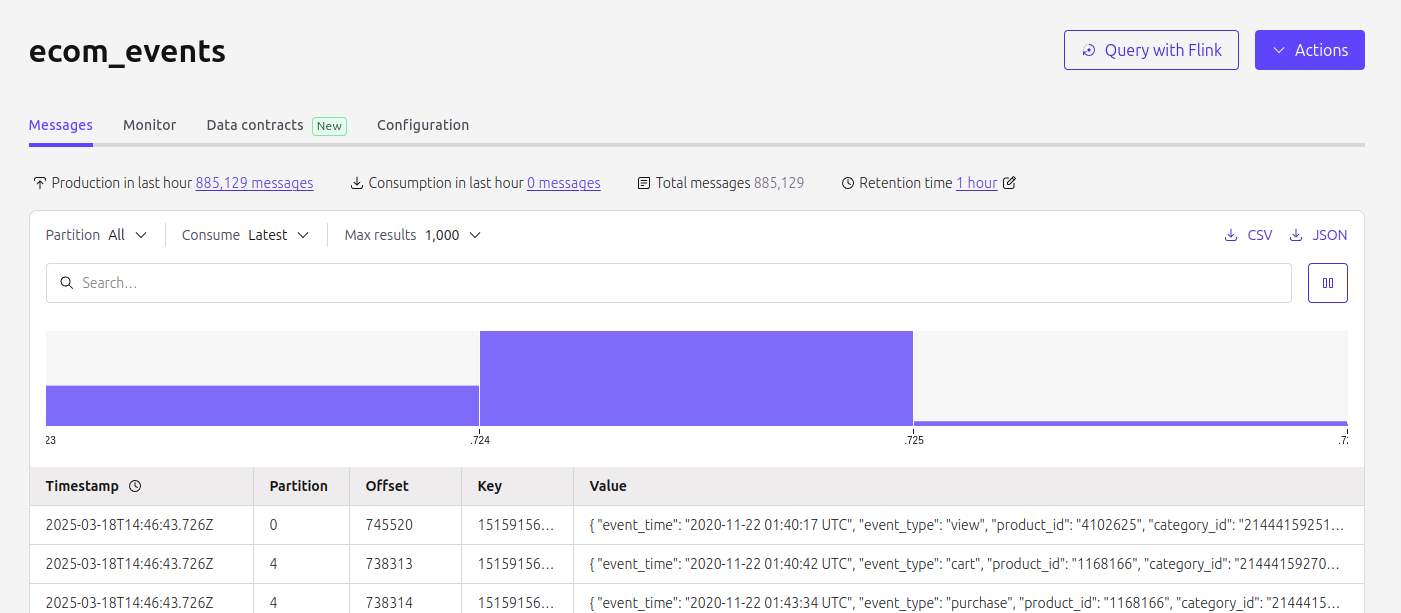 ecom_events
Query with Flink
Actions
Messages Monitor Data contracts New Configuration
Production in last hour 885,129 messages Consumption in last hour 0 messages Total messages 885,129 Retention time 1 hour
Partition All Consume Latest Max results 1,000 CSV JSON
Search...
23 .724 .725
Timestamp Partition Offset Key Value
2025-03-18T14:46:43.726Z 0 745520 15159156... { "event_time": "2020-11-22 01:40:17 UTC", "event_type": "view", "product_id": "4102625", "category_id": "21444159251...
2025-03-18T14:46:43.726Z 4 738313 15159156... { "event_time": "2020-11-22 01:40:42 UTC", "event_type": "cart", "product_id": "1168166", "category_id": "21444159270...
2025-03-18T14:46:43.726Z 4 738314 15159156... { "event_time": "2020-11-22 01:43:34 UTC", "event_type": "purchase", "product_id": "1168166", "category_id": "2144415...